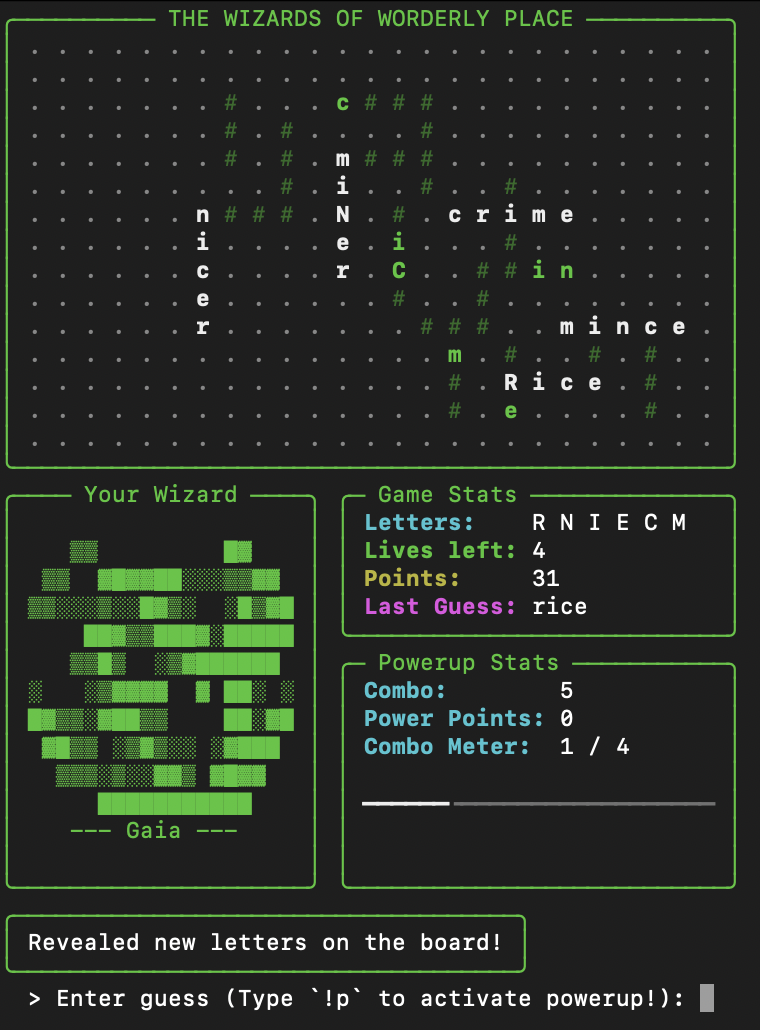 THE WIZARDS OF WORDERLY PLACE
. . . . . . . . . . . . . . . . . . . . . . . . .
. . . . . . . . . . . . . . . . . . . . . . . . .
. . . . . . . # . . . c # # # . . . . . . . . . .
. . . . . . . # . # . . . . # . . . . . . . . . .
. . . . . . . # . # . m # # # . . . . . . . . . .
. . . . . . . . . # . i . . # . . # . . . . . . .
. . . . . . n # # # . N . # . c r i m e . . . . .
. . . . . . i . . . . e . i . . . # . . . . . . .
. . . . . . c . . . . r . C . . # # i n . . . . .
. . . . . . e . . . . . . # . . # . . . . . . . .
. . . . . . r . . . . . . . # # # . . m i n c e .
. . . . . . . . . . . . . . . m . # . . # . # . .
. . . . . . . . . . . . . . . # . R i c e . # . .
. . . . . . . . . . . . . . . # . e . . . . # . .
. . . . . . . . . . . . . . . . . . . . . . . . .
Your Wizard
--- Gaia ---
Game Stats
Letters: R N I E C M
Lives left: 4
Points: 31
Last Guess: rice
Powerup Stats
Combo: 5
Power Points: 0
Combo Meter: 1 / 4
Revealed new letters on the board!
> Enter guess (Type `!p` to activate powerup!):